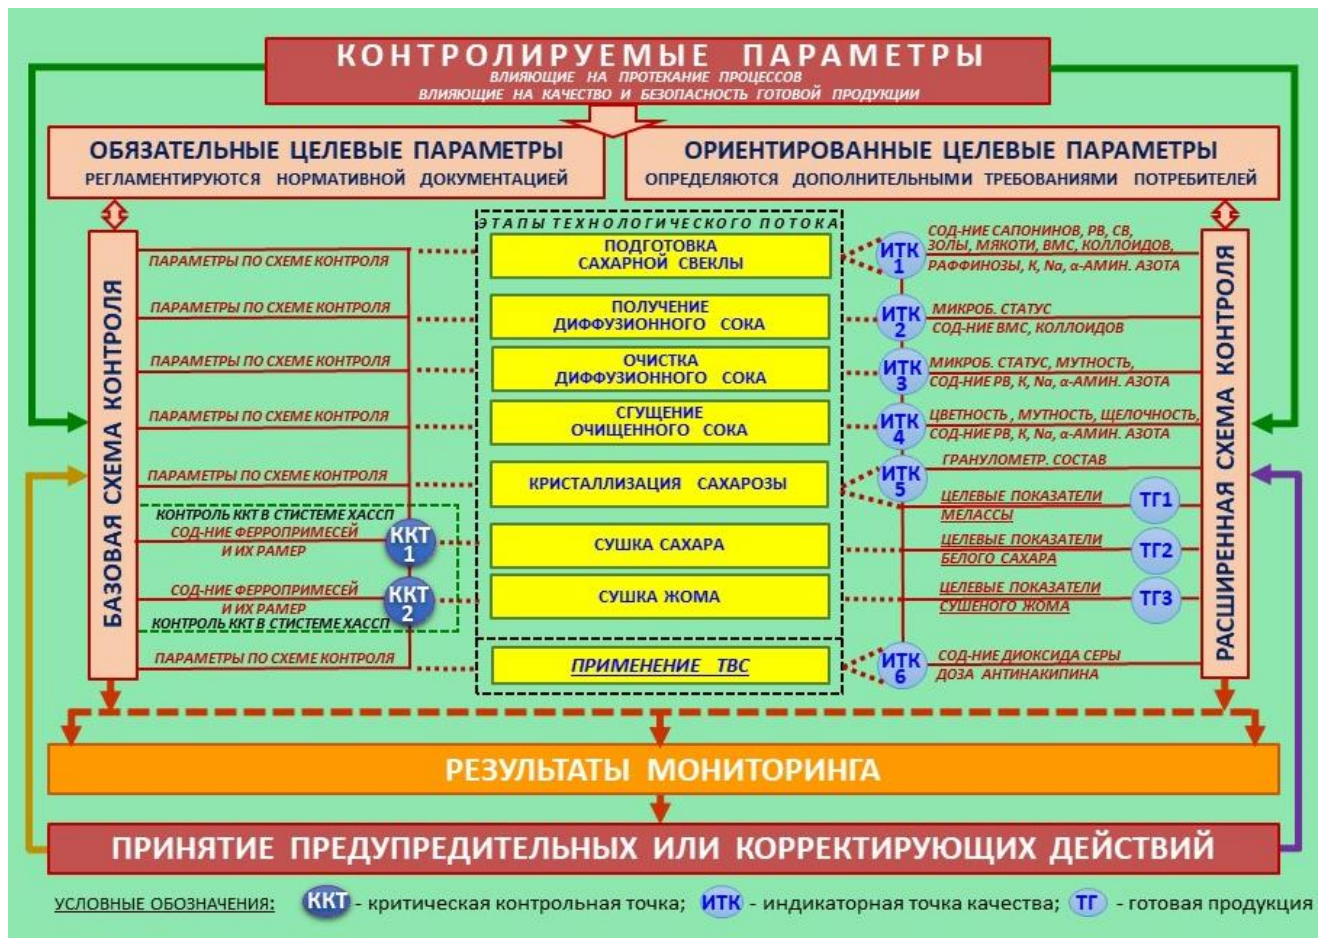 КОНТРОЛИРУЕМЫЕ ПАРАМЕТРЫ
ВЛИЯЮЩИЕ НА ПРОТЕКАНИЕ ПРОЦЕССОВ
ВЛИЯЮЩИЕ НА КАЧЕСТВО И БЕЗОПАСНОСТЬ ГОТОВОЙ ПРОДУКЦИИ
ОБЯЗАТЕЛЬНЫЕ ЦЕЛЕВЫЕ ПАРАМЕТРЫ
РЕГЛАМЕНТИРУЮТСЯ НОРМАТИВНОЙ ДОКУМЕНТАЦИЕЙ
ОРИЕНТИРОВАННЫЕ ЦЕЛЕВЫЕ ПАРАМЕТРЫ
ОПРЕДЕЛЯЮТСЯ ДОПОЛНИТЕЛЬНЫМИ ТРЕБОВАНИЯМИ ПОТРЕБИТЕЛЕЙ
БАЗОВАЯ СХЕМА КОНТРОЛЯ
ПАРАМЕТРЫ ПО СХЕМЕ КОНТРОЛЯ
ПАРАМЕТРЫ ПО СХЕМЕ КОНТРОЛЯ
ПАРАМЕТРЫ ПО СХЕМЕ КОНТРОЛЯ
ПАРАМЕТРЫ ПО СХЕМЕ КОНТРОЛЯ
ПАРАМЕТРЫ ПО СХЕМЕ КОНТРОЛЯ
КОНТРОЛЬ ККТ В СТИСТЕМЕ ХАССП
СОД-НИЕ ФЕРРОПРИМЕСЕЙ
И ИХ РАМЕР
ККТ
1
СОД-НИЕ ФЕРРОПРИМЕСЕЙ
И ИХ РАМЕР
ККТ
2
КОНТРОЛЬ ККТ В СТИСТЕМЕ ХАССП
ПАРАМЕТРЫ ПО СХЕМЕ КОНТРОЛЯ
ЭТАПЫ ТЕХНОЛОГИЧЕСКОГО ПОТОКА
ПОДГОТОВКА
САХАРНОЙ СВЕКЛЫ
ПОЛУЧЕНИЕ
ДИФФУЗИОННОГО СОКА
ОЧИСТКА
ДИФФУЗИОННОГО СОКА
СГУЩЕНИЕ
ОЧИЩЕННОГО СОКА
КРИСТАЛЛИЗАЦИЯ САХАРОЗЫ
СУШКА САХАРА
СУШКА ЖОМА
ПРИМЕНЕНИЕ ТВС
ИТК
1
СОД-НИЕ САПОНИНОВ, РВ, СВ,
ЗОЛЫ, МЯКОТИ, ВМС, КОЛЛОИДОВ,
РАФФИНОЗЫ, К, Na, α-АМИН. АЗОТА
ИТК
2
МИКРОБ. СТАТУС
СОД-НИЕ ВМС, КОЛЛОИДОВ
ИТК
3
МИКРОБ. СТАТУС, МУТНОСТЬ,
СОД-НИЕ РВ, К, Na, α-АМИН. АЗОТА
ИТК
4
ЦВЕТНОСТЬ , МУТНОСТЬ, ЩЕЛОЧНОСТЬ,
СОД-НИЕ РВ, К, Na, α-АМИН. АЗОТА
ИТК
5
ГРАНУЛОМЕТР. СОСТАВ
ЦЕЛЕВЫЕ ПОКАЗАТЕЛИ
МЕЛАССЫ
ТГ1
ЦЕЛЕВЫЕ ПОКАЗАТЕЛИ
БЕЛОГО САХАРА
ТГ2
ЦЕЛЕВЫЕ ПОКАЗАТЕЛИ
СУШЕНОГО ЖОМА
ТГ3
ИТК
6
СОД-НИЕ ДИОКСИДА СЕРЫ
ДОЗА АНТИНАКИПИНА
РАСШИРЕННАЯ СХЕМА КОНТРОЛЯ
РЕЗУЛЬТАТЫ МОНИТОРИНГА
ПРИНЯТИЕ ПРЕДУПРЕДИТЕЛЬНЫХ ИЛИ КОРРЕКТИРУЮЩИХ ДЕЙСТВИЙ
УСЛОВНЫЕ ОБОЗНАЧЕНИЯ: ККТ - критическая контрольная точка; ИТК - индикаторная точка качества; ТГ - готовая продукция